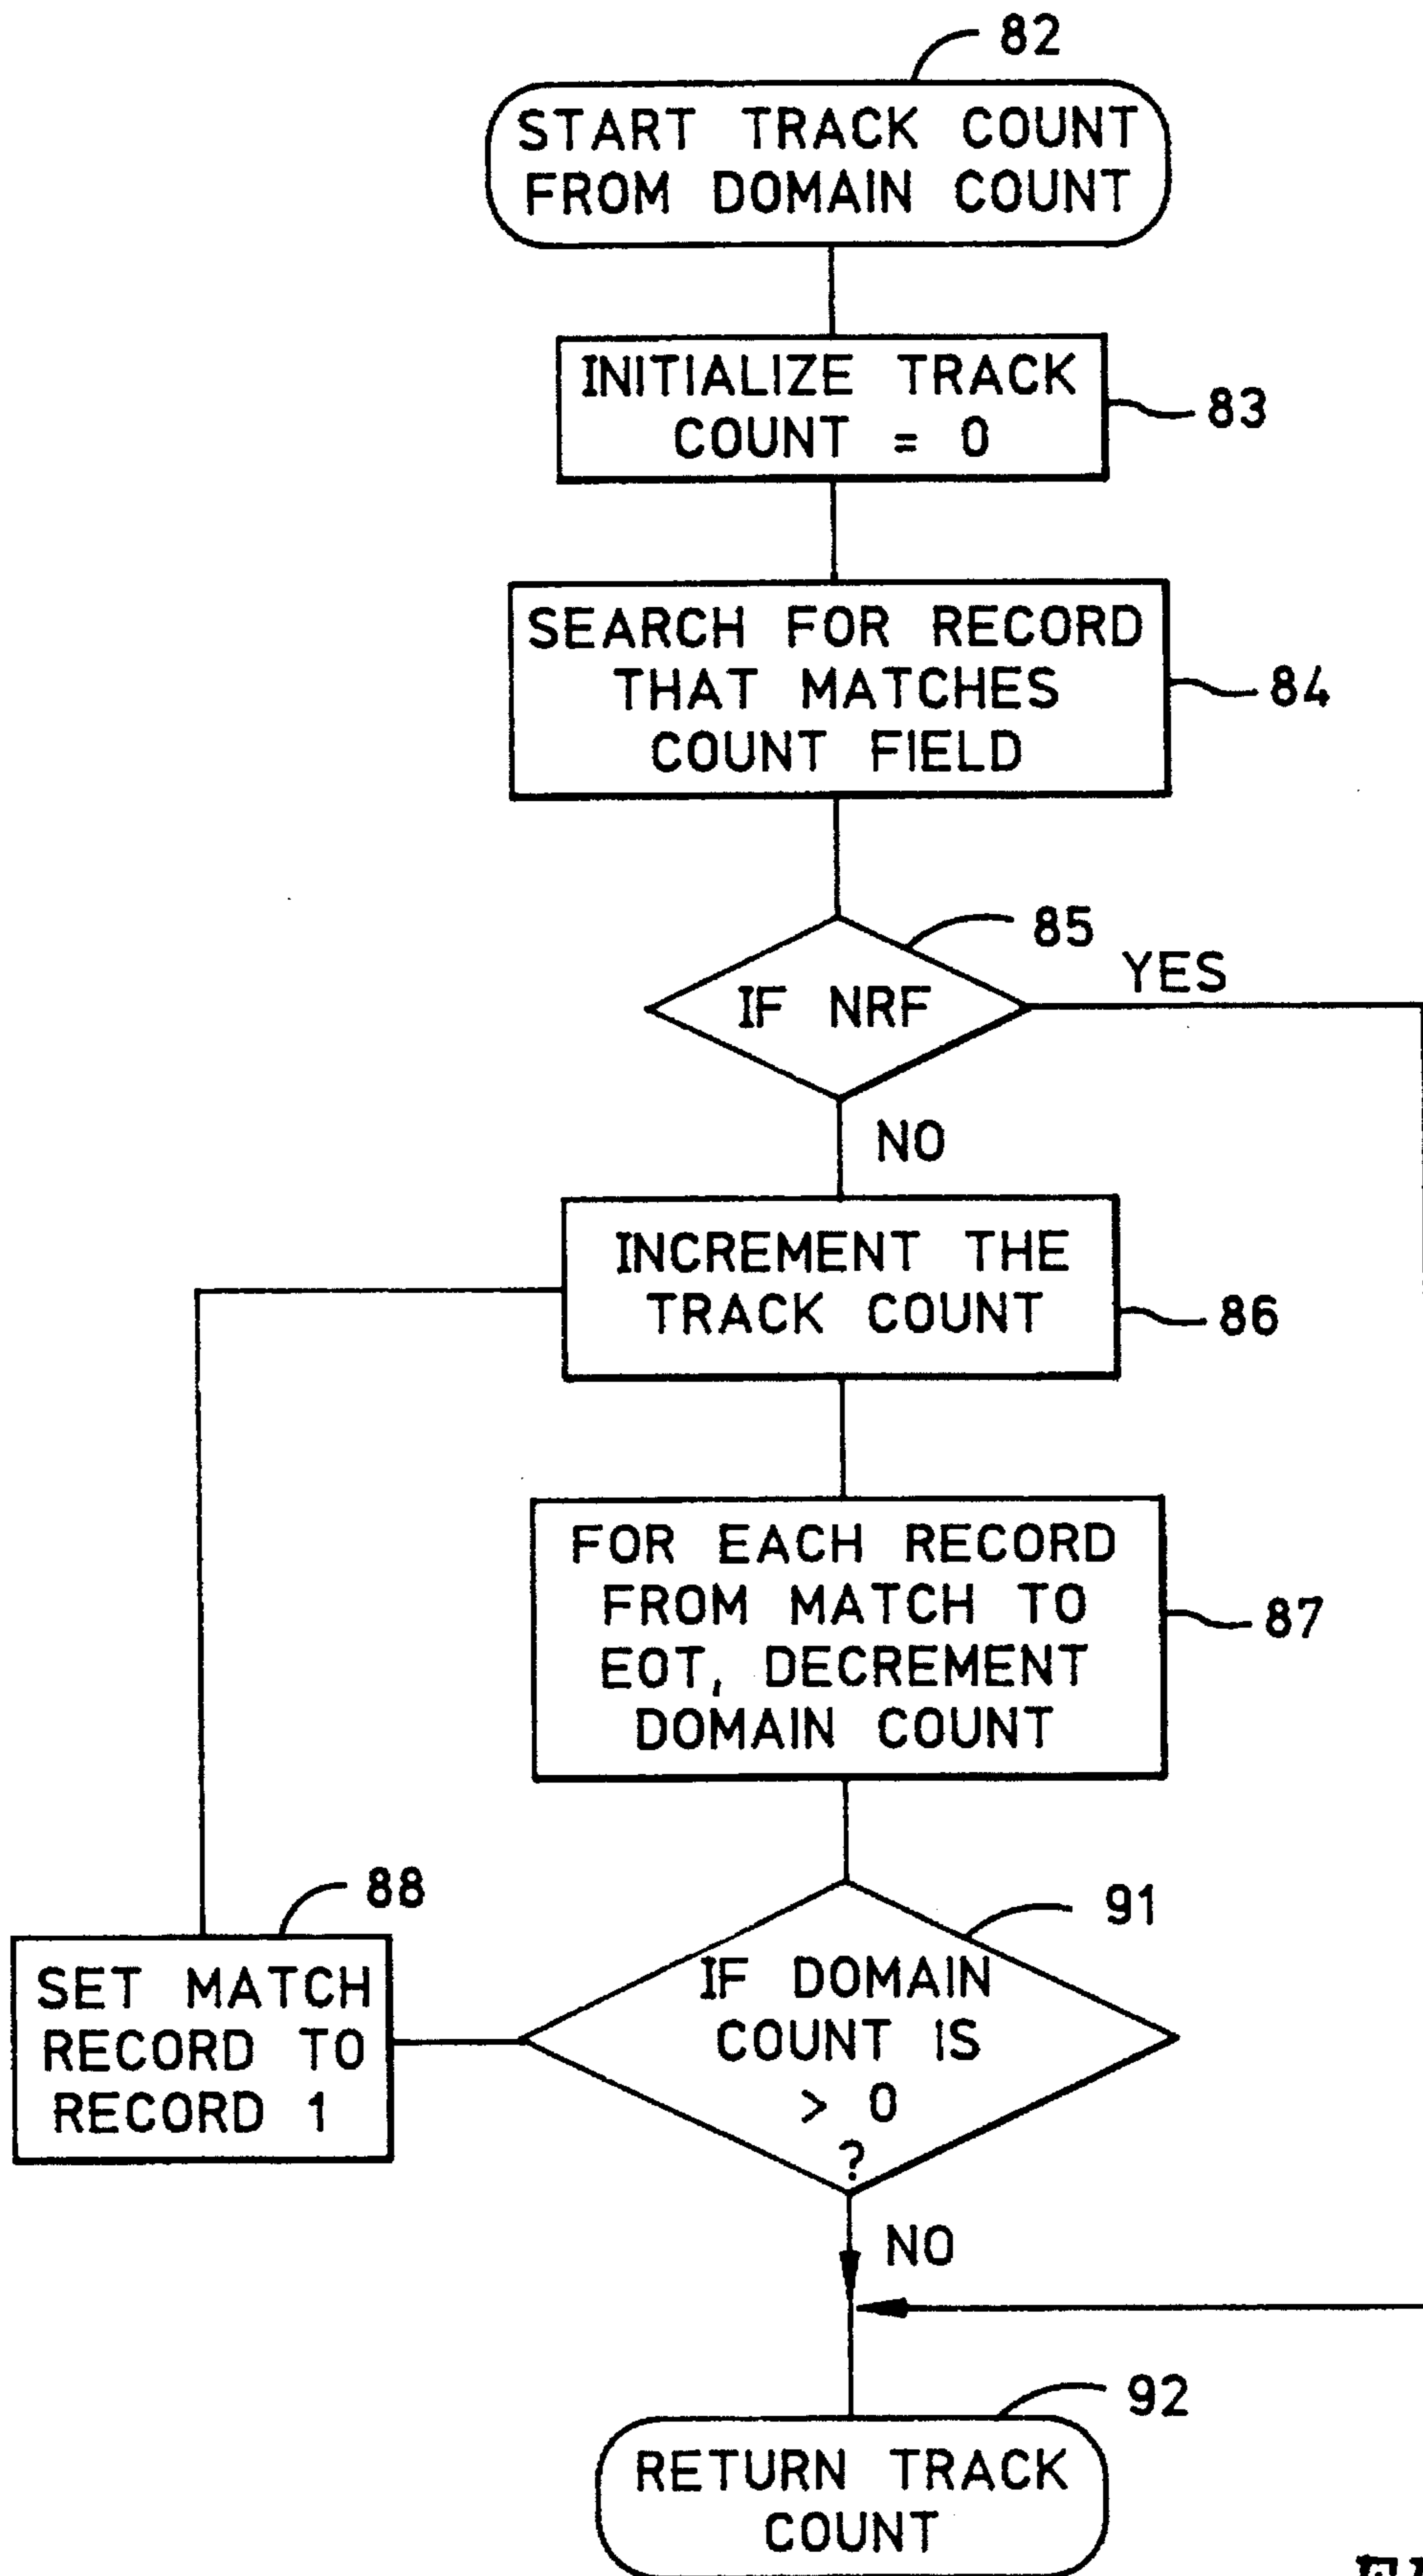 82
START TRACK COUNT
FROM DOMAIN COUNT
INITIALIZE TRACK
COUNT = 0
83
SEARCH FOR RECORD
THAT MATCHES
COUNT FIELD
84
85
IF NRF
YES
NO
INCREMENT THE
TRACK COUNT
86
FOR EACH RECORD
FROM MATCH TO
EOT, DECREMENT
DOMAIN COUNT
87
88
SET MATCH
RECORD TO
RECORD 1
91
IF DOMAIN
COUNT IS
> 0
?
NO
92
RETURN TRACK
COUNT